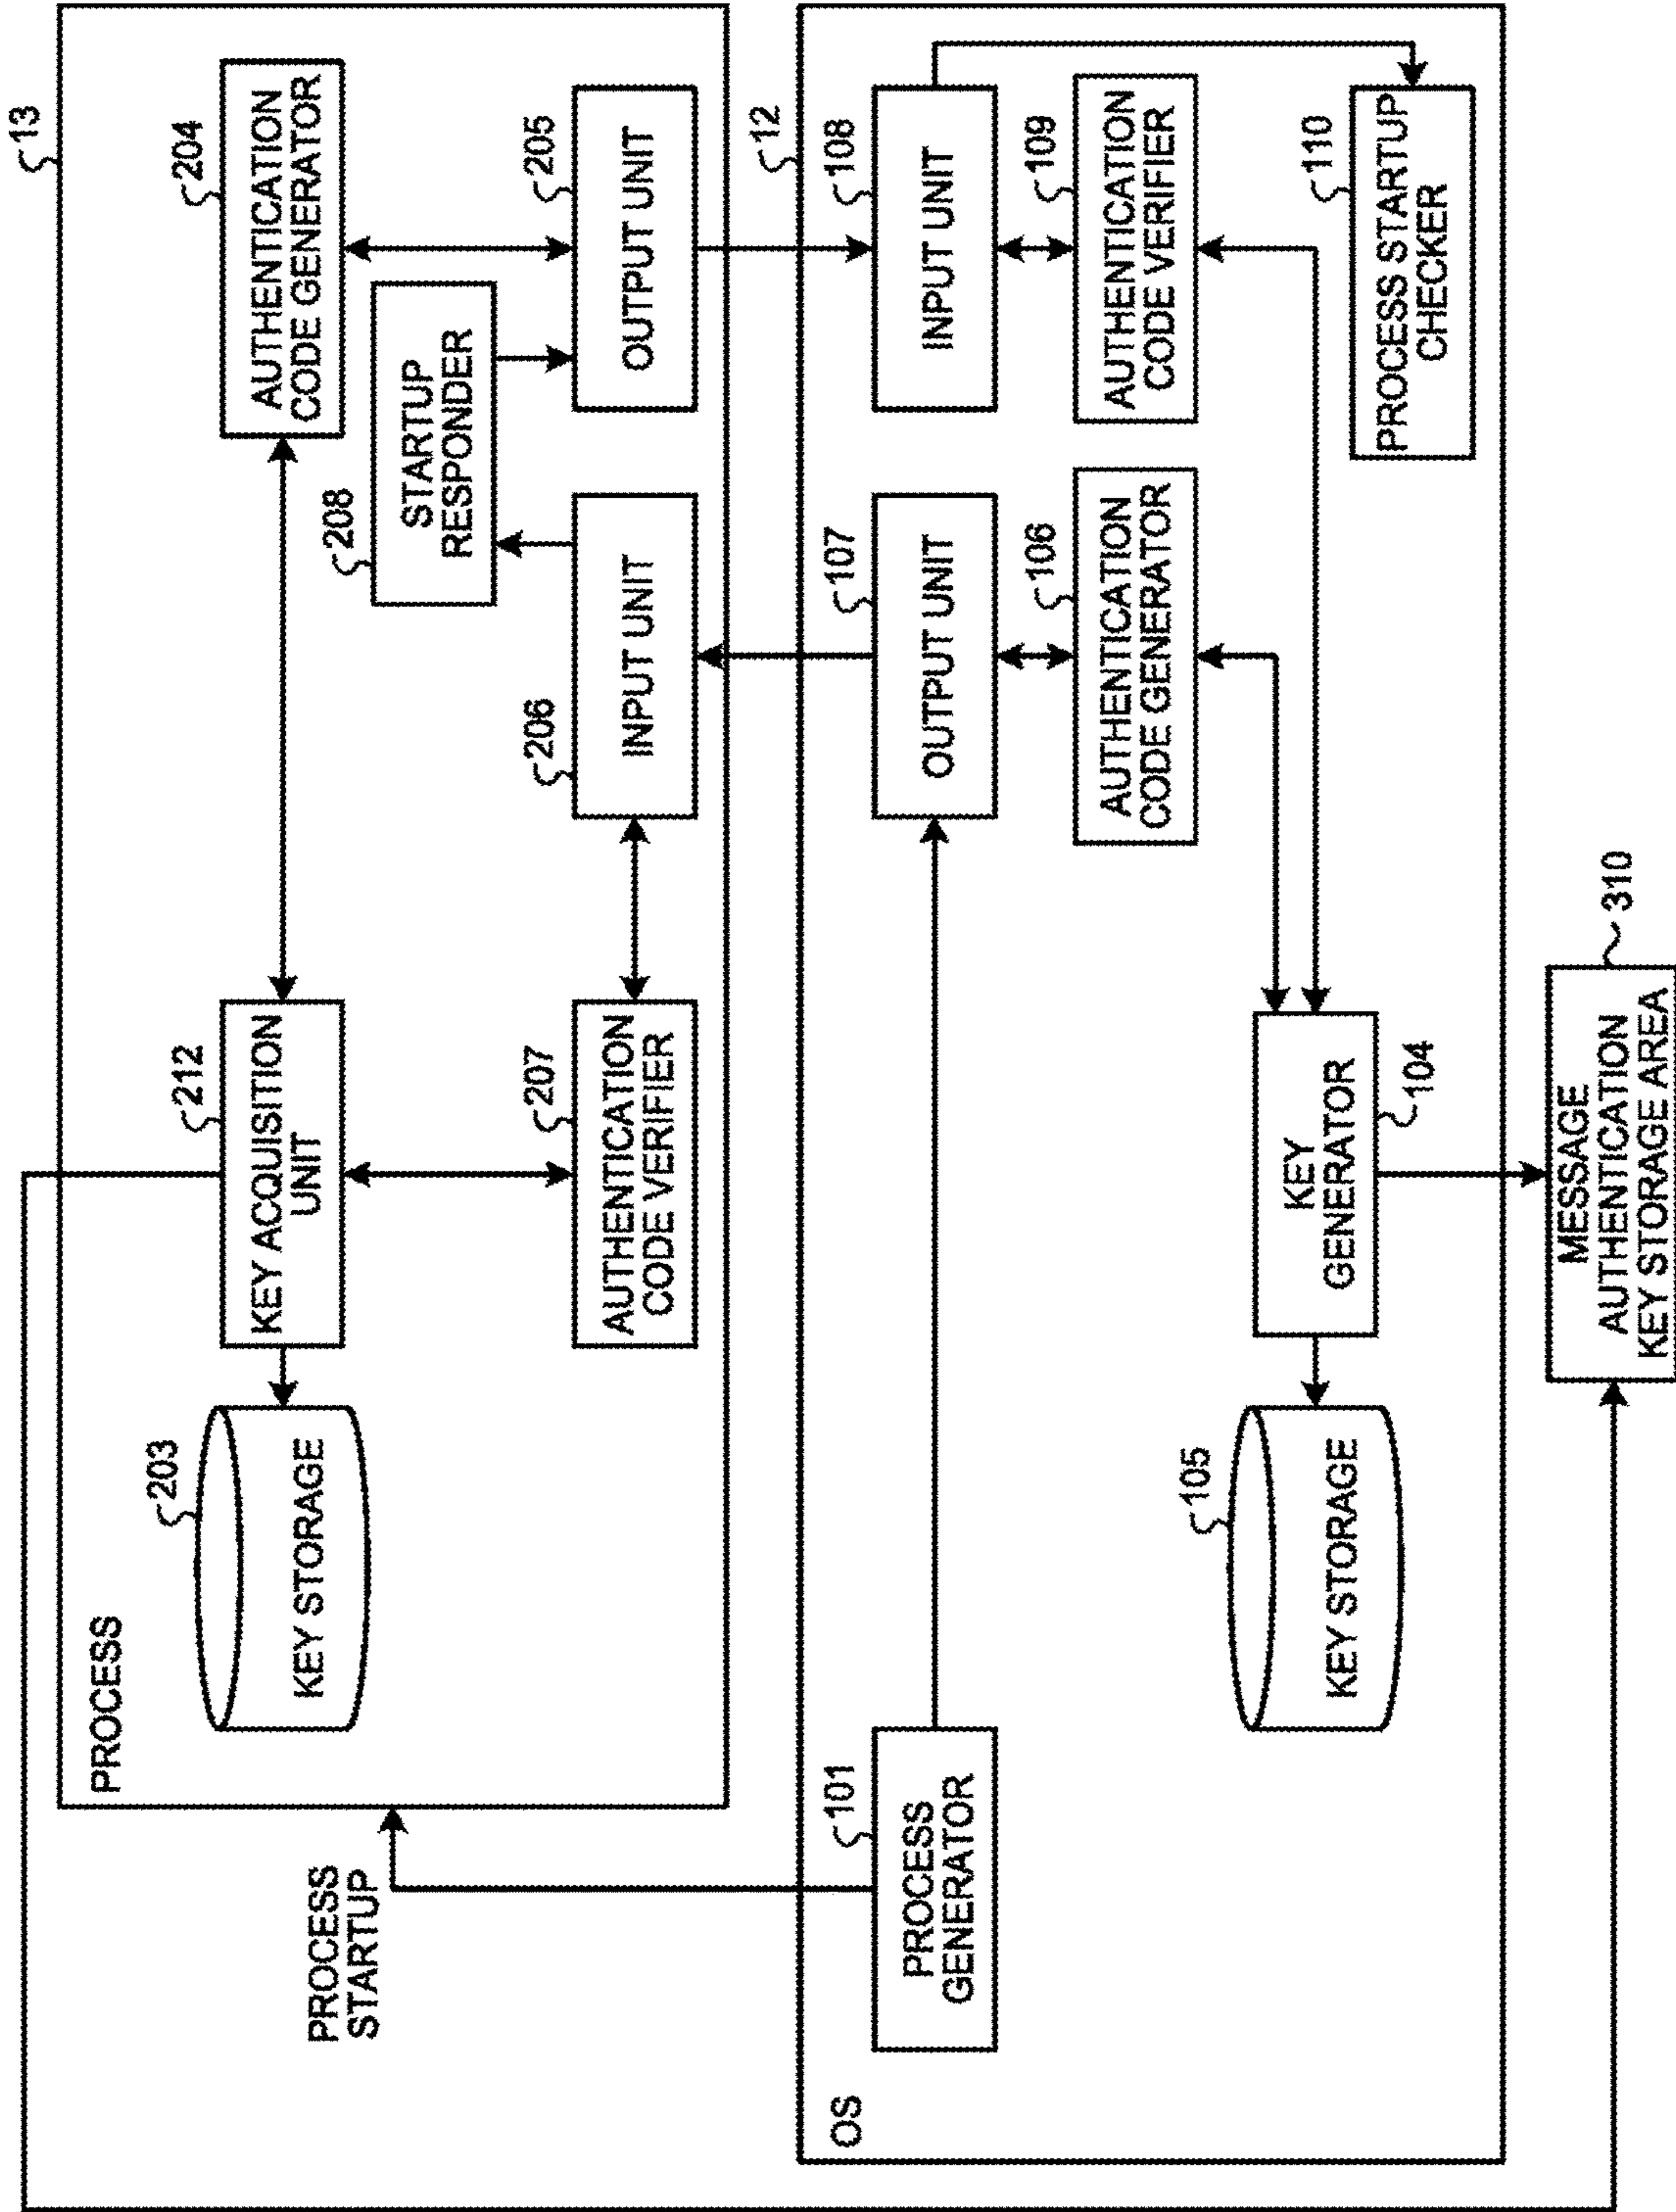 13
PROCESS
203
KEY STORAGE
212
KEY ACQUISITION
UNIT
204
AUTHENTICATION
CODE GENERATOR
PROCESS
STARTUP
208
STARTUP
RESPONDER
207
AUTHENTICATION
CODE VERIFIER
206
INPUT UNIT
205
OUTPUT UNIT
12
OS
101
PROCESS
GENERATOR
107
OUTPUT UNIT
108
INPUT UNIT
106
AUTHENTICATION
CODE GENERATOR
109
AUTHENTICATION
CODE VERIFIER
105
KEY STORAGE
KEY
GENERATOR
104
110
PROCESS STARTUP
CHECKER
MESSAGE
AUTHENTICATION
KEY STORAGE AREA
310